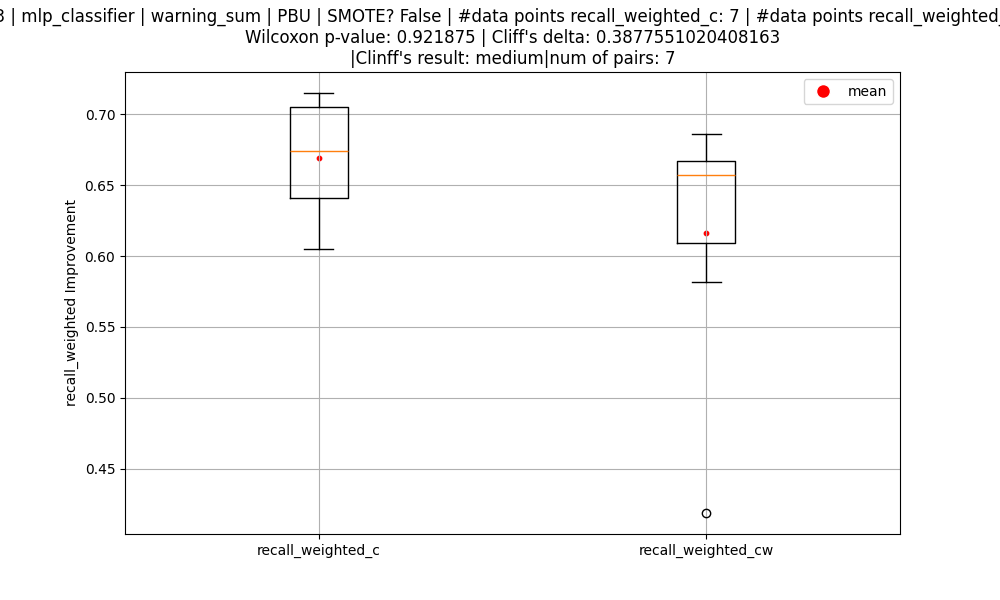 | mlp_classifier | warning_sum | PBU | SMOTE? False | #data points recall_weighted_c: 7 | #data points recall_weighted_
Wilcoxon p-value: 0.921875 | Cliff's delta: 0.3877551020408163
|Clinff's result: medium|num of pairs: 7
mean
0.70
0.65
0.60
0.55
0.50
0.45
recall_weighted Improvement
recall_weighted_c
recall_weighted_cw